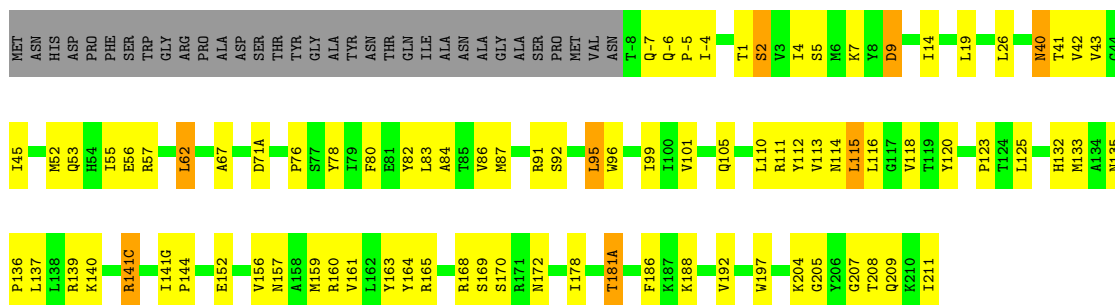 MET ASN HIS ASP PRO PHE SER TRP GLY ARG PRO ALA ASP SER THR TYR GLY ALA TYR ASN THR GLN ILE ALA ASN ALA GLY ALA SER PRO MET VAL ASN T-8 Q-7 Q-6 P-5 I-4 T1 S2 V3 I4 S5 M6 K7 Y8 D9 I14 L19 L26 N40 T41 V42 V43 G44
I45 M52 Q53 H54 I55 E56 R57 L62 A67 D71A P76 S77 Y78 I79 F80 E81 Y82 L83 A84 T85 V86 M87 R91 S92 L95 W96 I99 I100 V101 Q105 L110 R111 Y112 V113 N114 L115 L116 G117 V118 T119 Y120 P123 T124 L125 H132 M133 A134 N135
P136 L137 L138 R139 K140 R141C I141G P144 E152 V156 N157 A158 M159 R160 V161 L162 Y163 Y164 R165 R168 S169 S170 R171 N172 I178 T181A F186 K187 K188 V192 W197 K204 G205 Y206 G207 T208 Q209 K210 I211